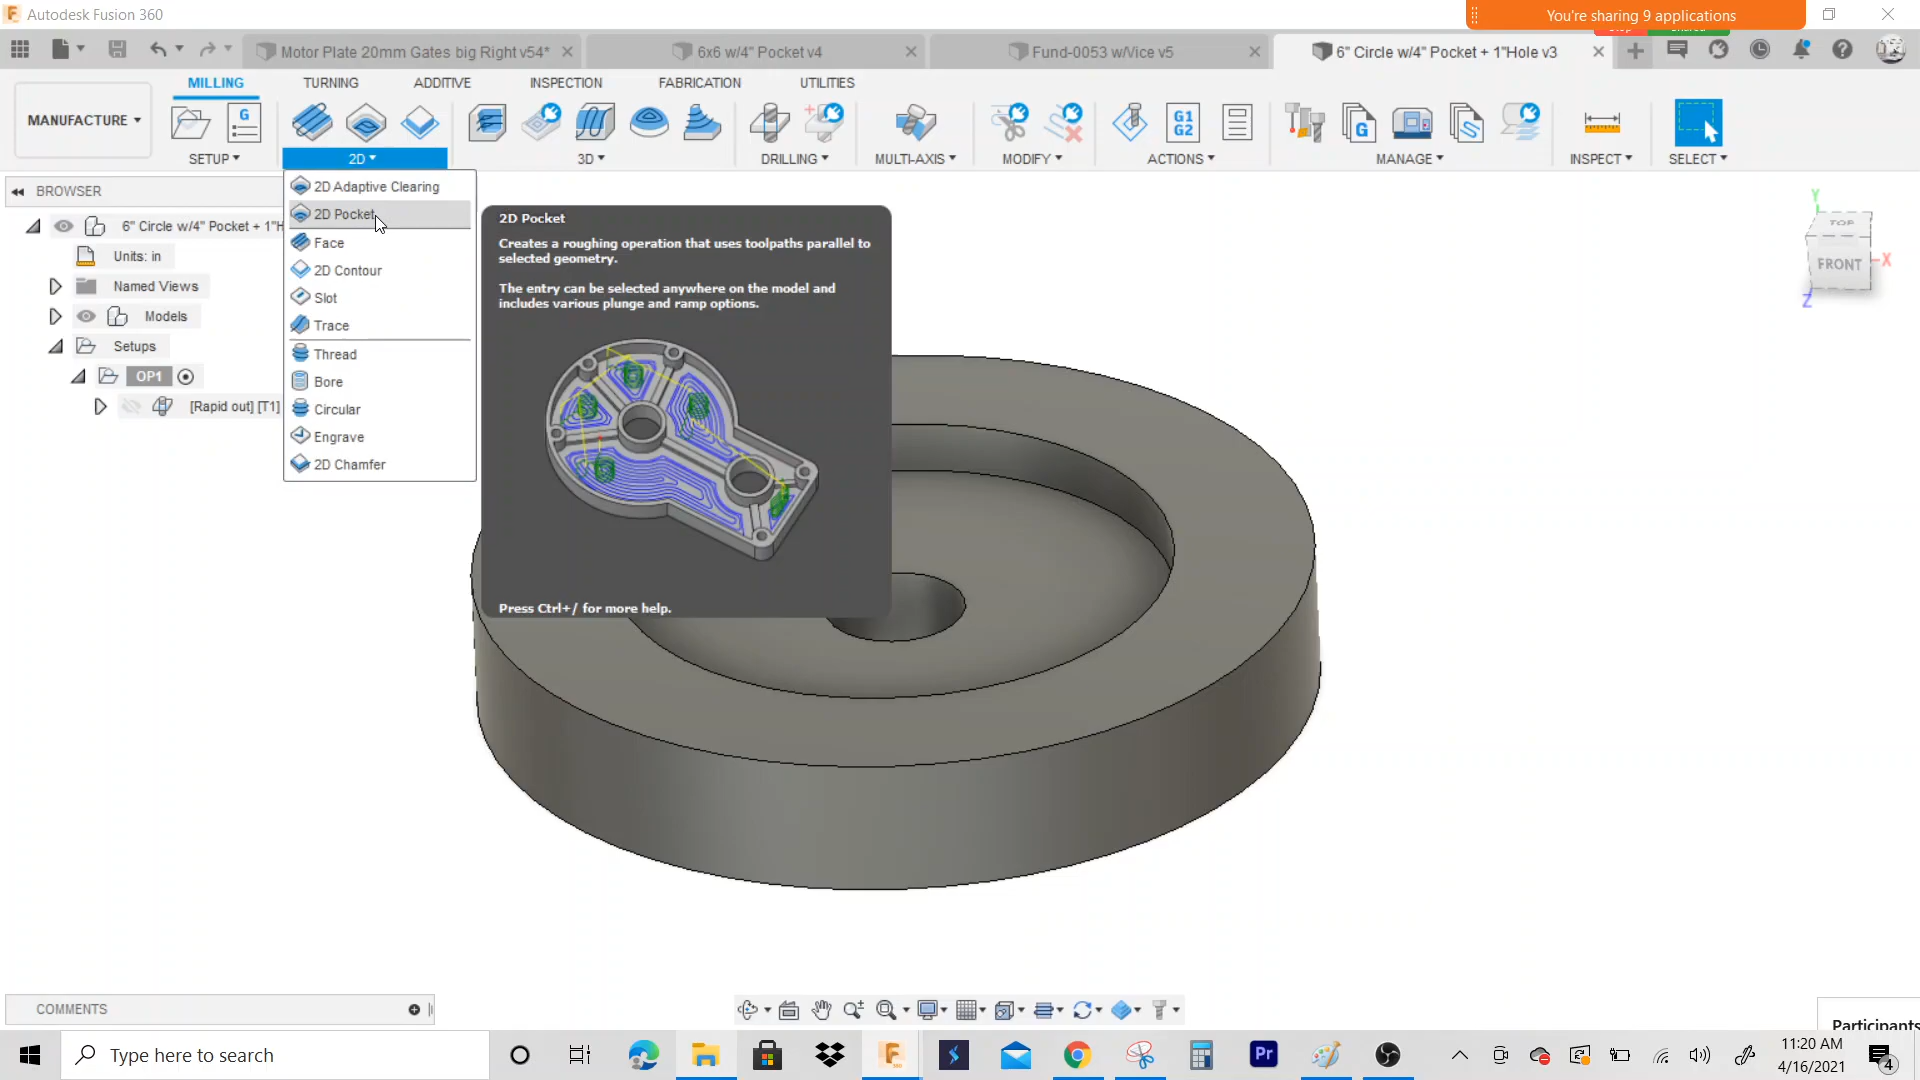 Autodesk Fusion 360
You're sharing 9 applications
Motor Plate 20mm Gates big Right v54*
6x6 w/4" Pocket v4
Fund-0053 w/Vice v5
6" Circle w/4" Pocket + 1"Hole v3
MILLING
TURNING
ADDITIVE
INSPECTION
FABRICATION
UTILITIES
MANUFACTURE
G
G1
G2
G
S
SETUP
2D
3D
DRILLING
MULTI-AXIS
MODIFY
ACTIONS
MANAGE
INSPECT
SELECT
BROWSER
6" Circle w/4" Pocket + 1"H
Units: in
Named Views
Models
Setups
OP1
[Rapid out] [T1]
2D Adaptive Clearing
2D Pocket
Face
2D Contour
Slot
Trace
Thread
Bore
Circular
Engrave
2D Chamfer
2D Pocket
Creates a roughing operation that uses toolpaths parallel to
selected geometry.
The entry can be selected anywhere on the model and
includes various plunge and ramp options.
Press Ctrl+/ for more help.
Y
TOP
FRONT
X
Z
COMMENTS
Participants
Type here to search
Pr
11:20 AM
4/16/2021
4